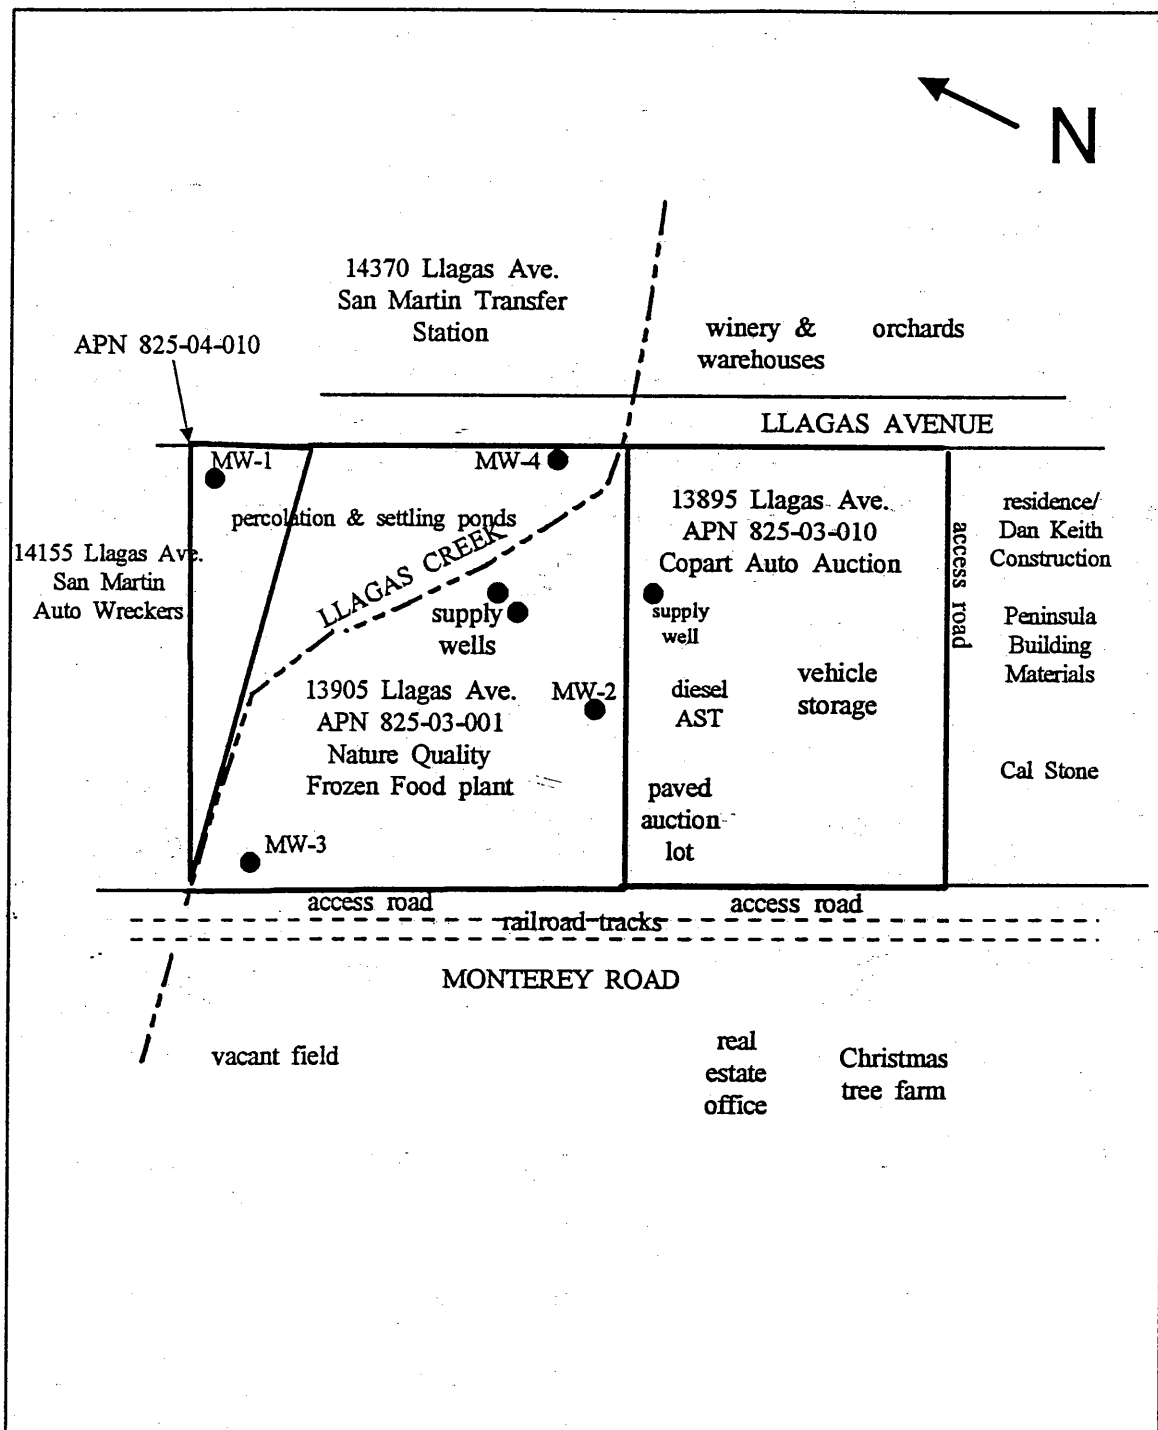 N
14370 Llagas Ave.
San Martin Transfer
Station
winery & orchards
warehouses
APN 825-04-010
LLAGAS AVENUE
MW-1
MW-4
percolation & settling ponds
14155 Llagas Ave.
San Martin
Auto Wreckers
LLAGAS CREEK
supply
wells
13895 Llagas Ave.
APN 825-03-010
Copart Auto Auction
supply
well
access road
residence/
Dan Keith
Construction
Peninsula
Building
Materials
Cal Stone
13905 Llagas Ave.
APN 825-03-001
Nature Quality
Frozen Food plant
MW-2
diesel
AST
vehicle
storage
paved
auction
lot
MW-3
access road
access road
railroad tracks
MONTEREY ROAD
vacant field
real
estate
office
Christmas
tree farm